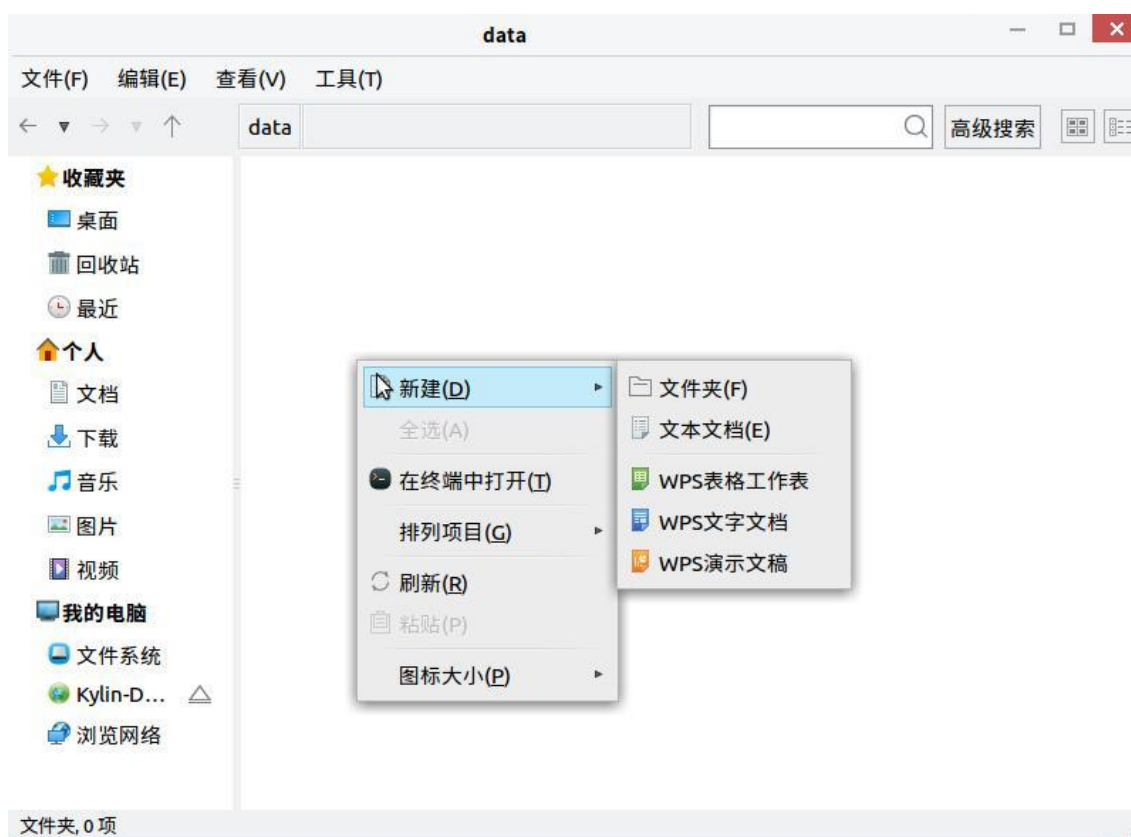 data
文件(F) 编辑(E) 查看(V) 工具(T)
data 高级搜索
收藏夹
桌面
回收站
最近
个人
文档
下载
音乐
图片
视频
我的电脑
文件系统
Kylin-D...
浏览网络
新建(D)
全选(A)
在终端中打开(T)
排列项目(G)
刷新(R)
粘贴(P)
图标大小(P)
文件夹(F)
文本文档(E)
WPS表格工作表
WPS文字文档
WPS演示文稿
文件夹, 0 项